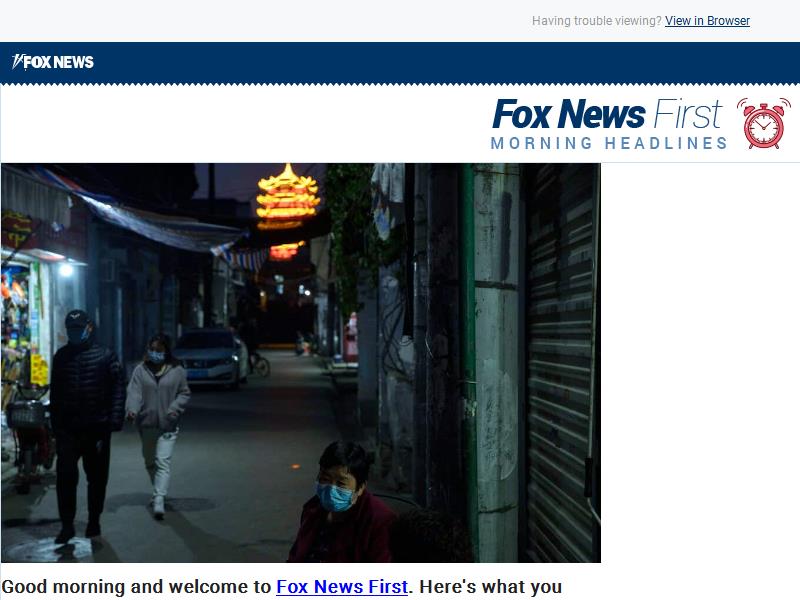 Having trouble viewing? View in Browser
FOX NEWS
Fox News First
MORNING HEADLINES
Good morning and welcome to Fox News First. Here's what you